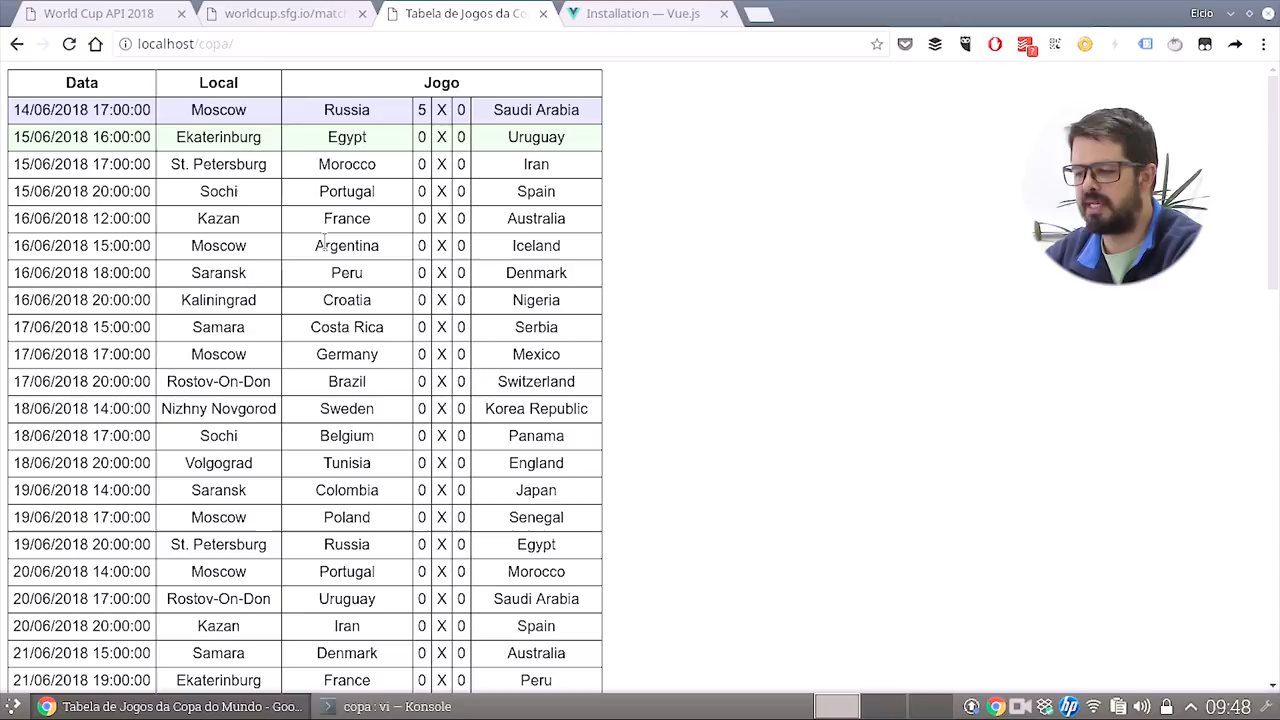 World Cup API 2018
worldcup.sfg.io/matc
Tabela de Jogos da Co
Installation — Vue.js
Elcio
localhost/copa/
7
Data Local Jogo
14/06/2018 17:00:00 Moscow Russia 5 X 0 Saudi Arabia
15/06/2018 16:00:00 Ekaterinburg Egypt 0 X 0 Uruguay
15/06/2018 17:00:00 St. Petersburg Morocco 0 X 0 Iran
15/06/2018 20:00:00 Sochi Portugal 0 X 0 Spain
16/06/2018 12:00:00 Kazan France 0 X 0 Australia
16/06/2018 15:00:00 Moscow Argentina 0 X 0 Iceland
16/06/2018 18:00:00 Saransk Peru 0 X 0 Denmark
16/06/2018 20:00:00 Kaliningrad Croatia 0 X 0 Nigeria
17/06/2018 15:00:00 Samara Costa Rica 0 X 0 Serbia
17/06/2018 17:00:00 Moscow Germany 0 X 0 Mexico
17/06/2018 20:00:00 Rostov-On-Don Brazil 0 X 0 Switzerland
18/06/2018 14:00:00 Nizhny Novgorod Sweden 0 X 0 Korea Republic
18/06/2018 17:00:00 Sochi Belgium 0 X 0 Panama
18/06/2018 20:00:00 Volgograd Tunisia 0 X 0 England
19/06/2018 14:00:00 Saransk Colombia 0 X 0 Japan
19/06/2018 17:00:00 Moscow Poland 0 X 0 Senegal
19/06/2018 20:00:00 St. Petersburg Russia 0 X 0 Egypt
20/06/2018 14:00:00 Moscow Portugal 0 X 0 Morocco
20/06/2018 17:00:00 Rostov-On-Don Uruguay 0 X 0 Saudi Arabia
20/06/2018 20:00:00 Kazan Iran 0 X 0 Spain
21/06/2018 15:00:00 Samara Denmark 0 X 0 Australia
21/06/2018 19:00:00 Ekaterinburg France 0 X 0 Peru
Tabela de Jogos da Copa do Mundo - Goo...
copa : vi — Konsole
hp
09:48